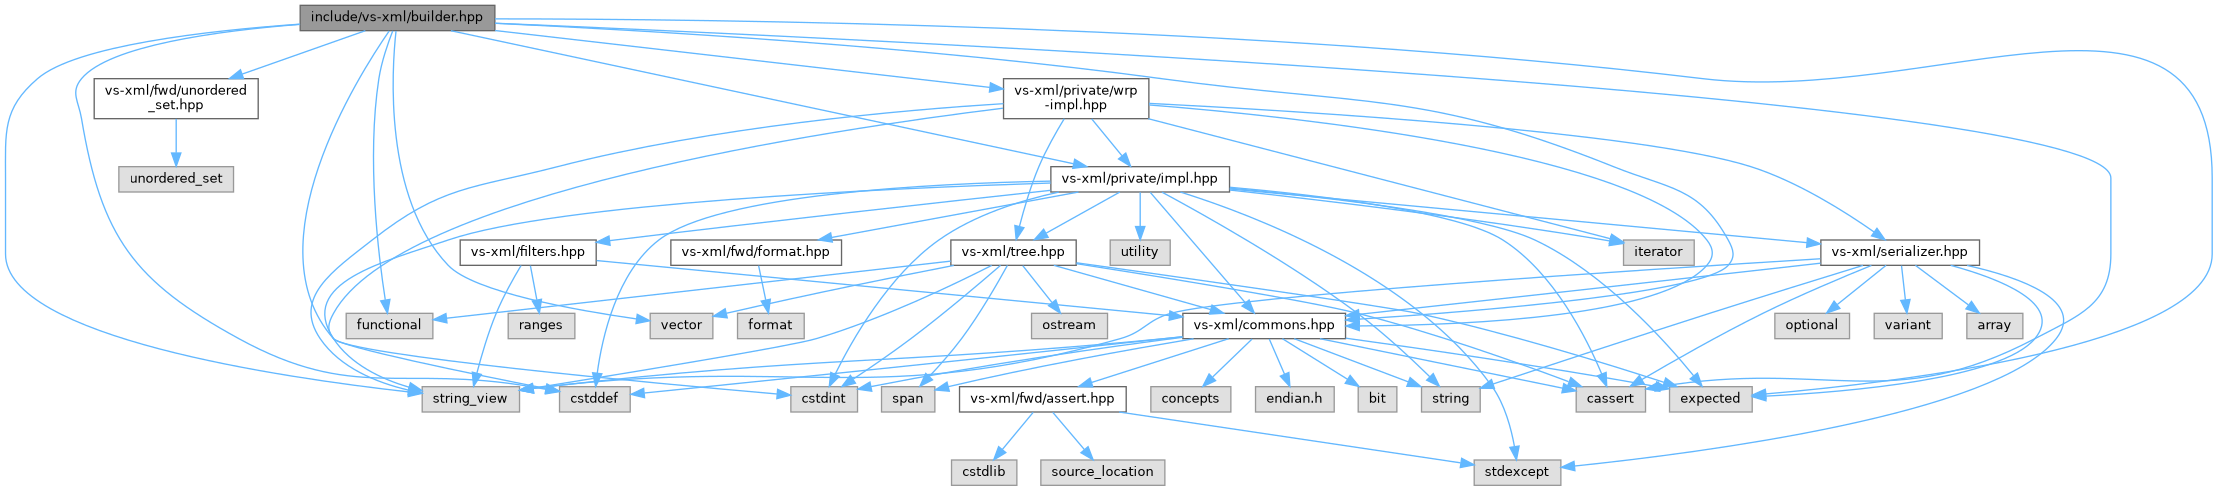 include/vs-xml/builder.hpp
vs-xml/fwd/unordered
_set.hpp
vs-xml/private/wrp
-impl.hpp
unordered_set
vs-xml/private/impl.hpp
vs-xml/filters.hpp
vs-xml/fwd/format.hpp
vs-xml/tree.hpp
utility
iterator
vs-xml/serializer.hpp
functional
ranges
vector
format
ostream
vs-xml/commons.hpp
optional
variant
array
string_view
cstddef
cstdint
span
vs-xml/fwd/assert.hpp
concepts
endian.h
bit
string
cassert
expected
cstdlib
source_location
stdexcept